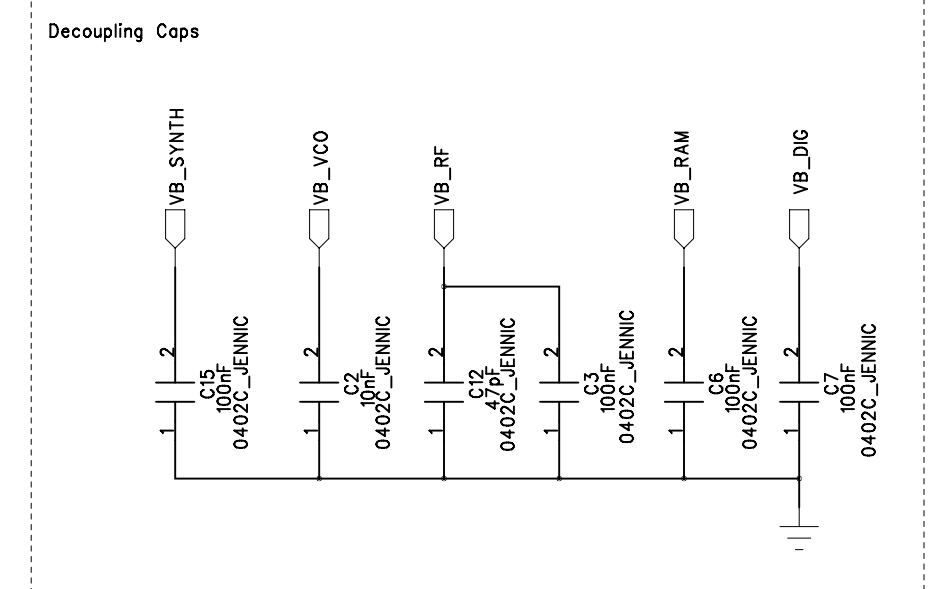 Decoupling Caps
VB_SYNTH
VB_VCO
VB_RF
VB_RAM
VB_DIG
2
C15
100nF
0402C_JENNIC
1
2
C2
10nF
0402C_JENNIC
1
2
C12
47pF
0402C_JENNIC
1
2
C3
100nF
0402C_JENNIC
1
2
C6
100nF
0402C_JENNIC
1
2
C7
100nF
0402C_JENNIC
1